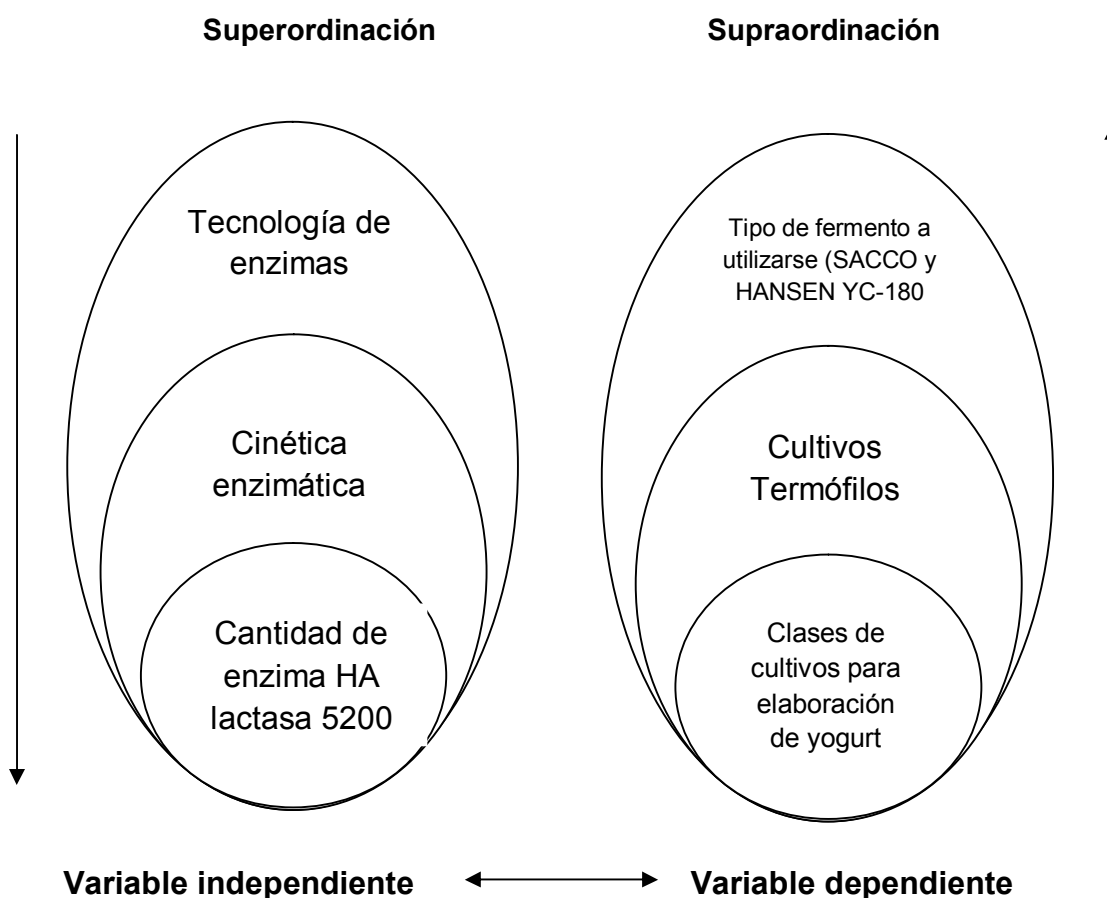 Superordinación
Supraordinación
Tecnología de
enzimas
Cinética
enzimática
Cantidad de
enzima HA
lactasa 5200
Tipo de fermento a
utilizarse (SACCO y
HANSEN YC-180
Cultivos
Termófilos
Clases de
cultivos para
elaboración
de yogurt
Variable independiente
Variable dependiente